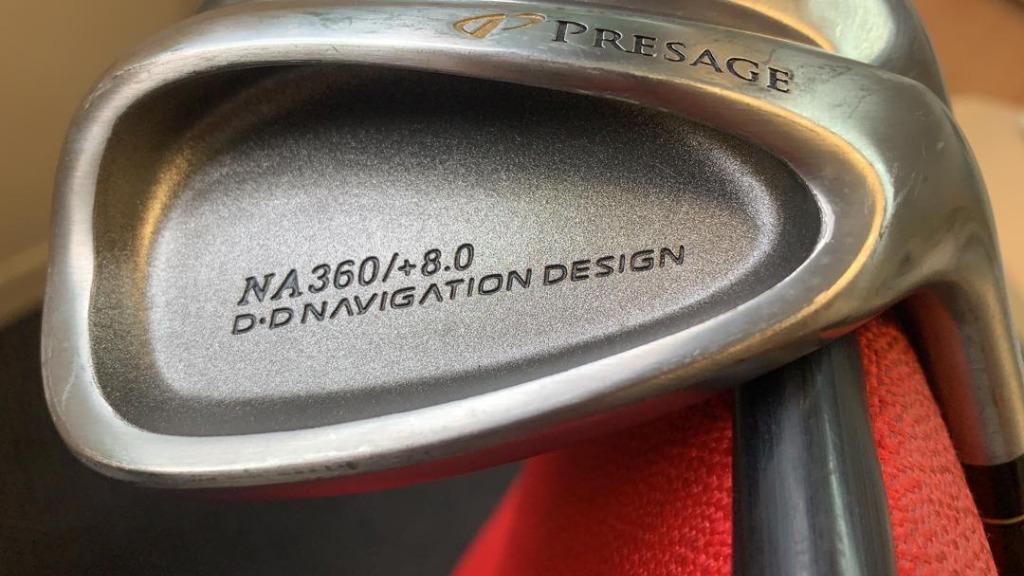 PRESAGE
NA360/+8.0
D·D NAVIGATION DESIGN